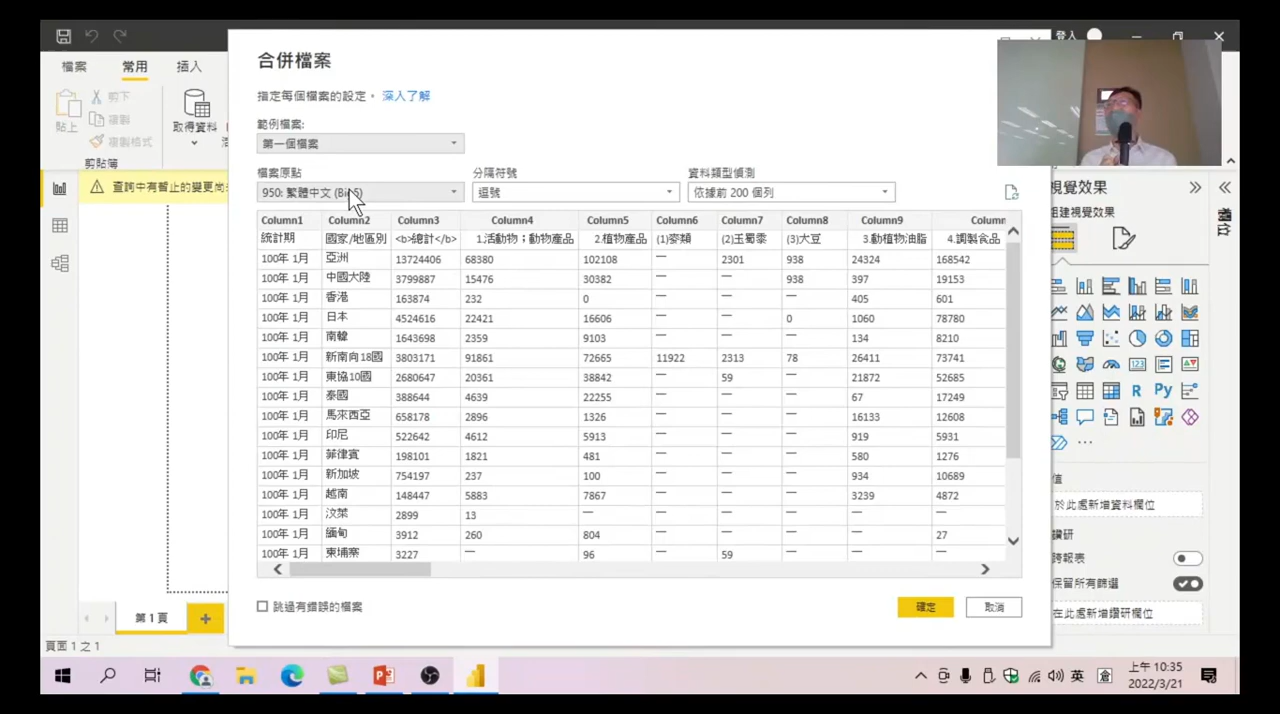 登入
檔案 常用 插入
合併檔案
指定每個檔案的設定。 深入了解
範例檔案:
第一個檔案
剪下
複製
貼上
複製格式
取得資料
剪貼簿
檔案原點 分隔符號 資料類型偵測
950: 繁體中文 (Big5) 逗號 依據前 200 個列
查詢中有暫止的變更尚
Column1 Column2 Column3 Column4 Column5 Column6 Column7 Column8 Column9 Column
統計期 國家/地區別 <b>總計</b> 1.活動物；動物產品 2.植物產品 (1)麥類 (2)玉蜀黍 (3)大豆 3.動植物油脂 4.調製食品
100年 1月 亞洲 13724406 68380 102108 — 2301 938 24324 168542
100年 1月 中國大陸 3799887 15476 30382 — — 938 397 19153
100年 1月 香港 163874 232 0 — — — 405 601
100年 1月 日本 4524616 22421 16606 — — 0 1060 78780
100年 1月 南韓 1643698 2359 9103 — — — 134 8210
100年 1月 新南向18國 3803171 91861 72665 11922 2313 78 26411 73741
100年 1月 東協10國 2680647 20361 38842 — 59 — 21872 52685
100年 1月 泰國 388644 4639 22255 — — — 67 17249
100年 1月 馬來西亞 658178 2896 1326 — — — 16133 12608
100年 1月 印尼 522642 4612 5913 — — — 919 5931
100年 1月 菲律賓 198101 1821 481 — — — 580 1276
100年 1月 新加坡 754197 237 100 — — — 934 10689
100年 1月 越南 148447 5883 7867 — — — 3239 4872
100年 1月 汶萊 2899 13 — — — — — —
100年 1月 緬甸 3912 260 804 — — — — 27
100年 1月 柬埔寨 3227 — 96 — 59 — — —
跳過有錯誤的檔案
確定 取消
視覺效果
組建視覺效果
123
R Py
值
於此處新增資料欄位
鑽研
跨報表
保留所有篩選
在此處新增鑽研欄位
第 1 頁
頁面 1 之 1
英 倉
上午 10:35
2022/3/21